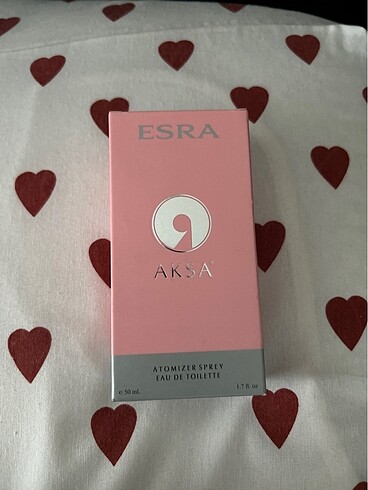 ESRA
AKSA
ATOMIZER SPREY
EAU DE TOILETTE
e 50 mL 1.7 fl. oz